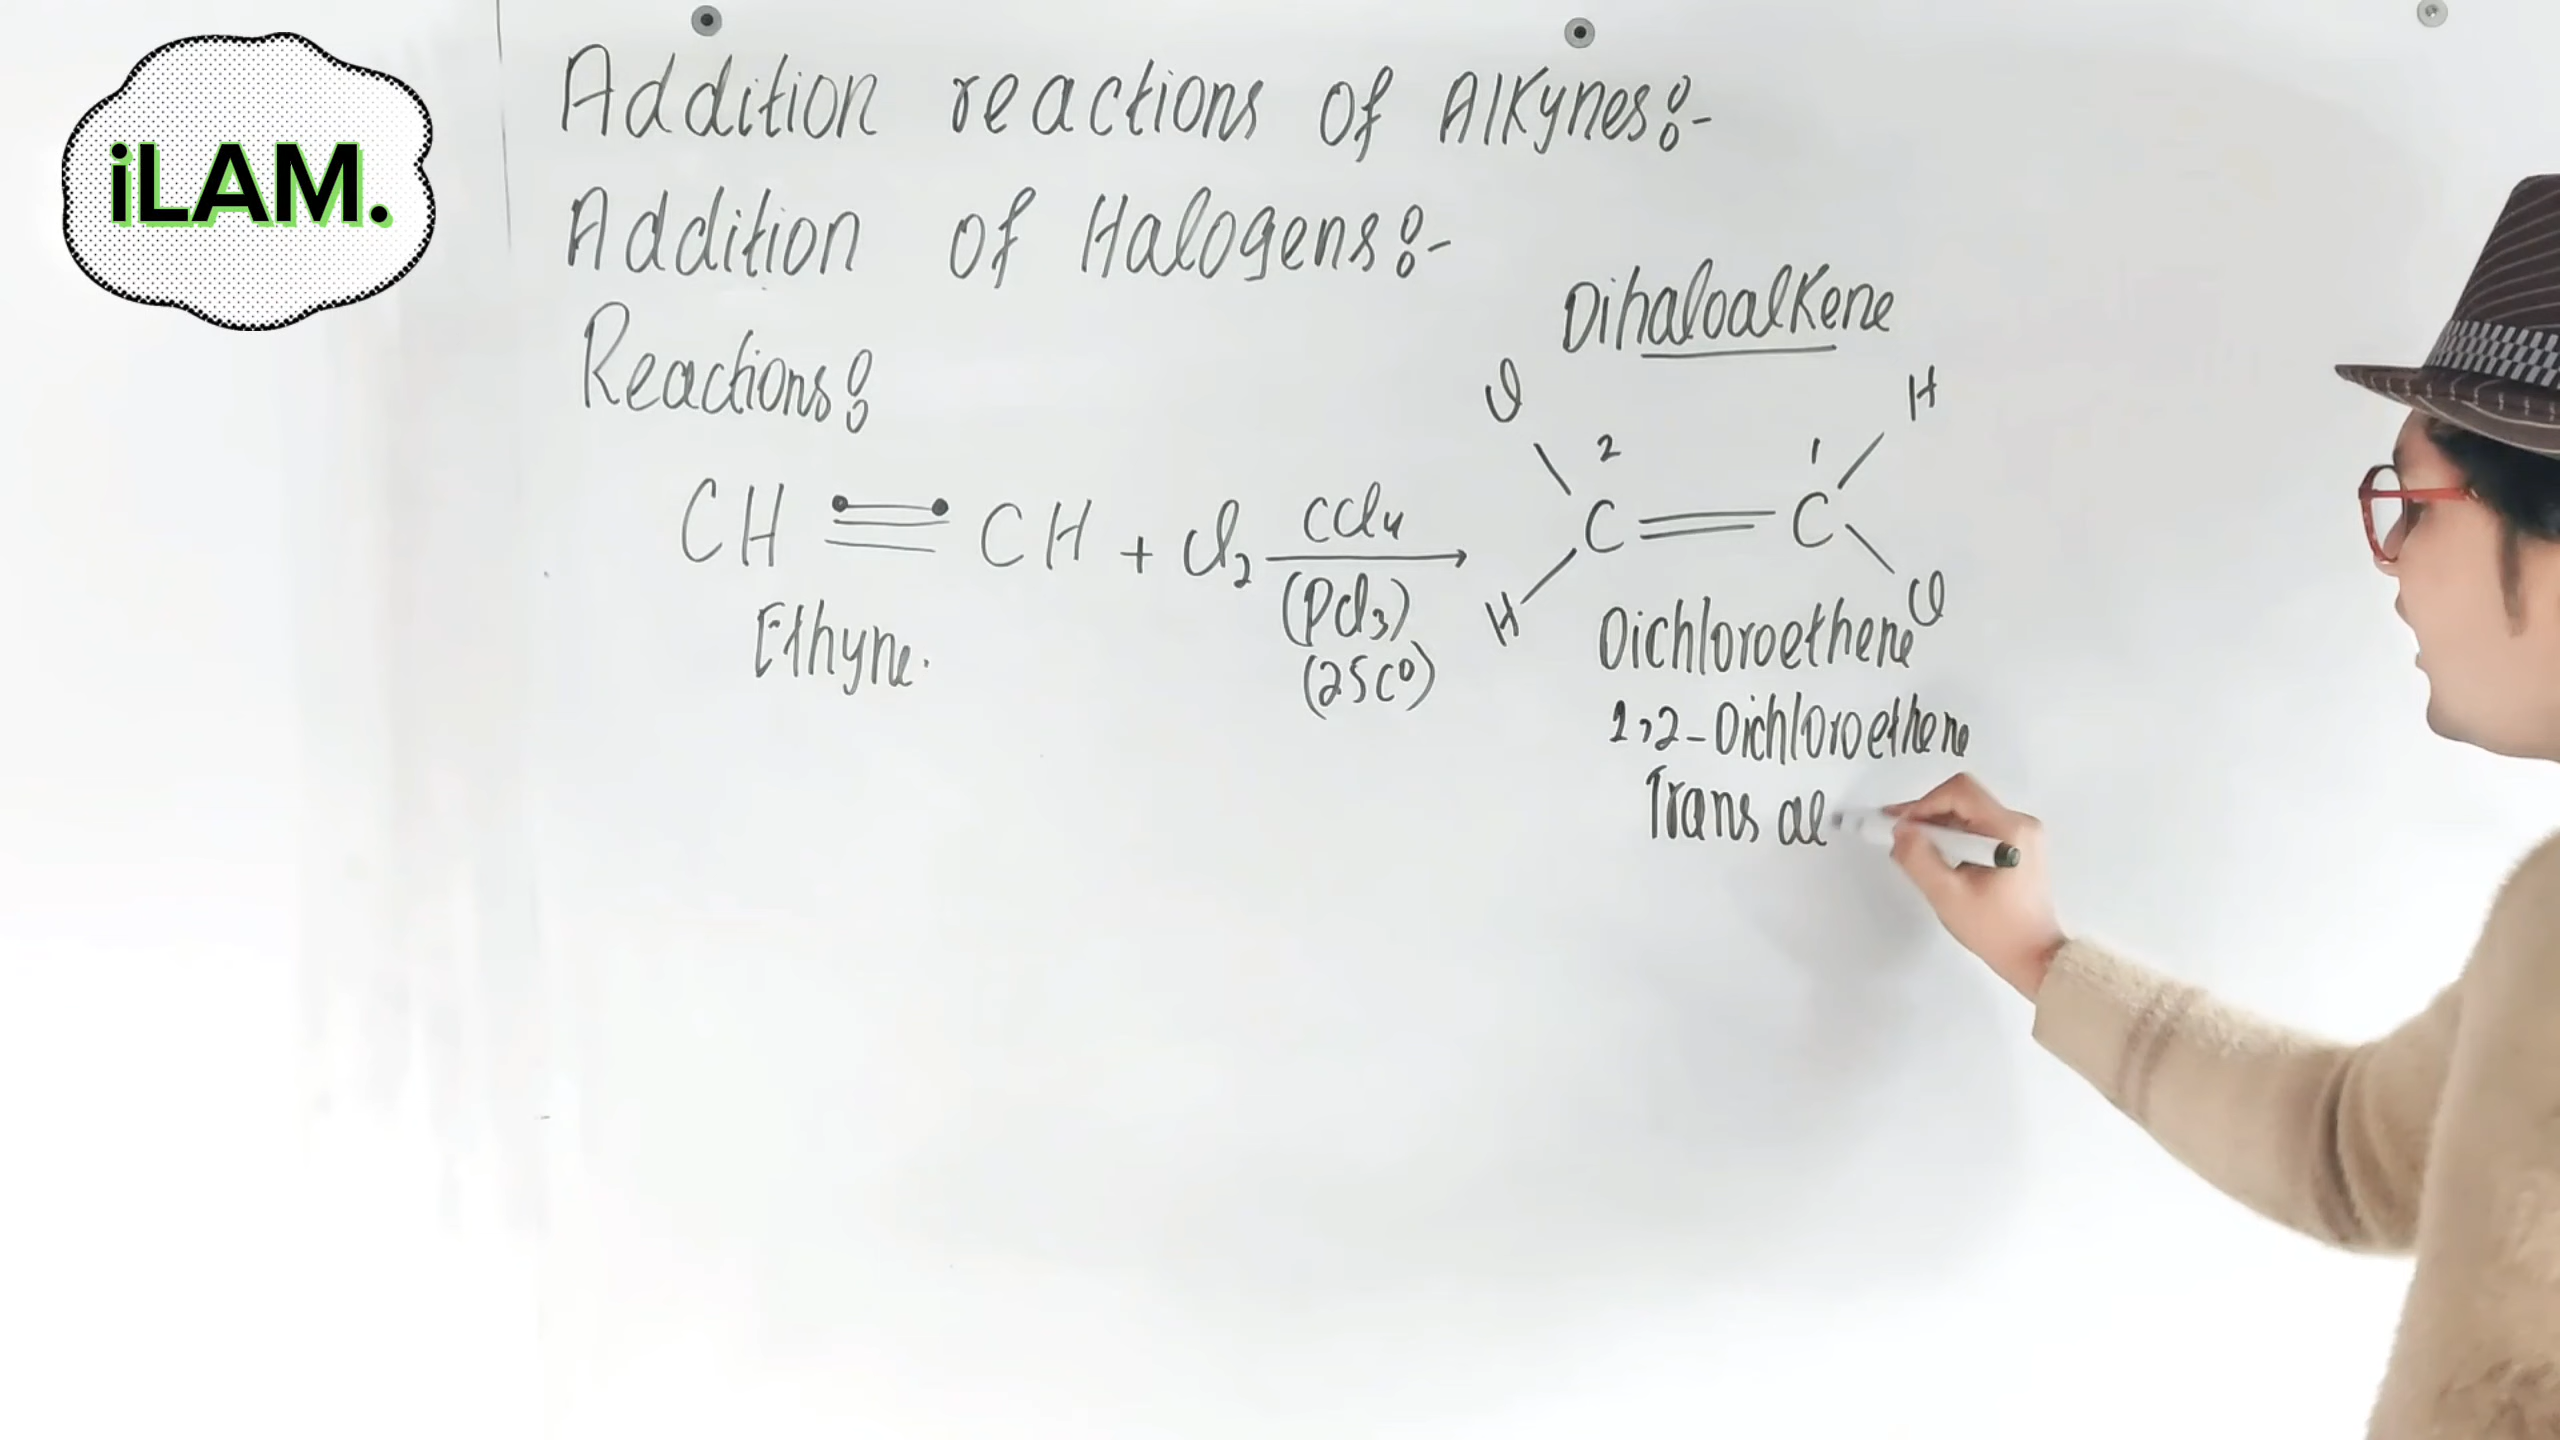 iLAM.
Addition reactions of Alkynes:-
Addition of Halogens:-
Reactions:
Dihaloalkene
Cl H
2 1
CH ≡ CH + Cl2 CCl4 C = C
(PCl3)
(25C°)
H Cl
Ethyne.
Dichloroethene
1,2-Dichloroethene
Trans al